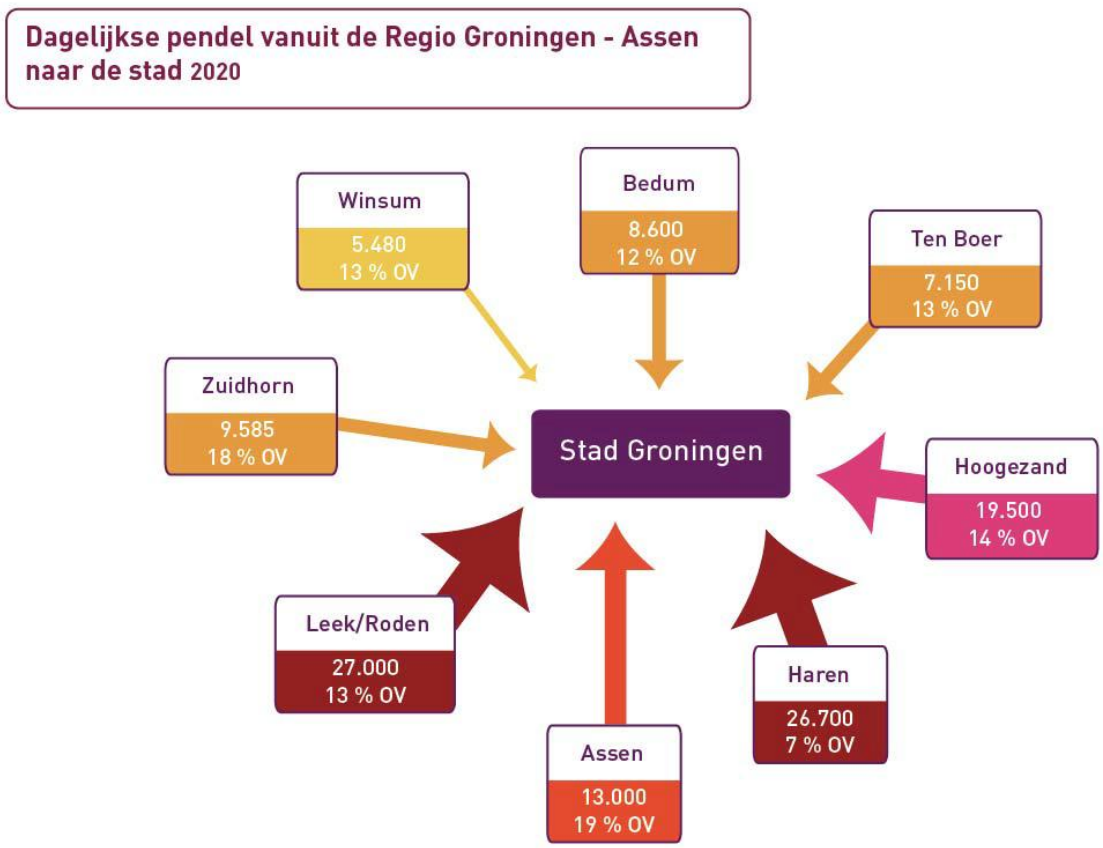 Dagelijkse pendel vanuit de Regio Groningen - Assen
naar de stad 2020
Winsum
5.480
13 % OV
Bedum
8.600
12 % OV
Ten Boer
7.150
13 % OV
Zuidhorn
9.585
18 % OV
Stad Groningen
Hoogezand
19.500
14 % OV
Leek/Roden
27.000
13 % OV
Haren
26.700
7 % OV
Assen
13.000
19 % OV